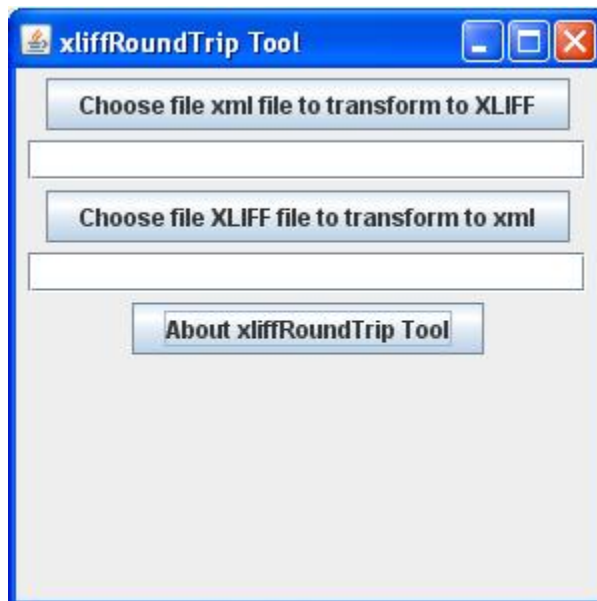 xliffRoundTrip Tool
Choose file xml file to transform to XLIFF
Choose file XLIFF file to transform to xml
About xliffRoundTrip Tool